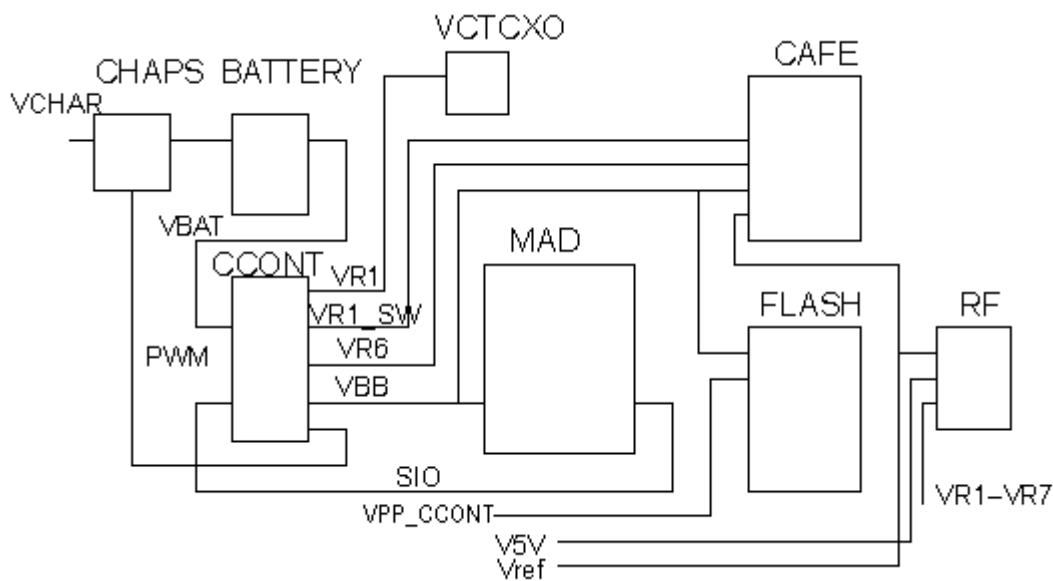 VCTCXO
CAFE
CHAPS BATTERY
VCHAR
VBAT
MAD
CCONT
VR1
VR1_SW
FLASH
RF
PWM
VR6
VBB
SIO
VR1-VR7
VPP_CCONT
V5V
Vref